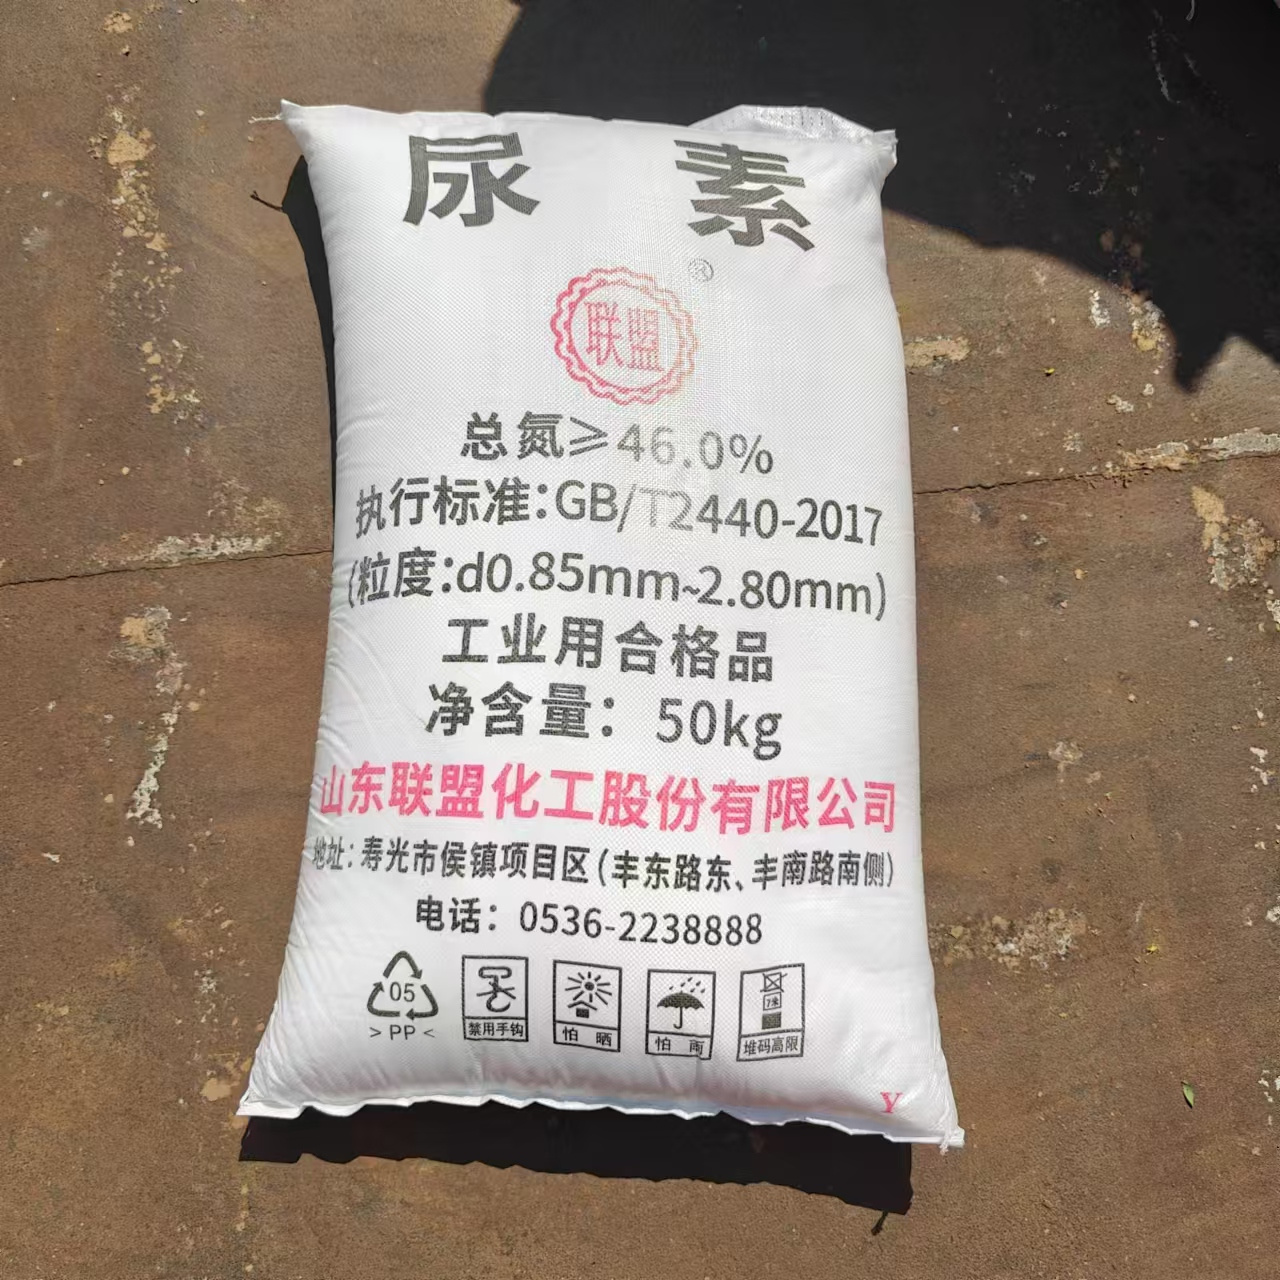 尿素
®
联盟
总氮≥46.0%
执行标准:GB/T2440-2017
(粒度:d0.85mm~2.80mm)
工业用合格品
净含量：50kg
山东联盟化工股份有限公司
地址：寿光市侯镇项目区(丰东路东、丰南路南侧)
电话：0536-2238888
05
>PP<
禁用手钩
怕晒
怕雨
7米
堆码高限
Y